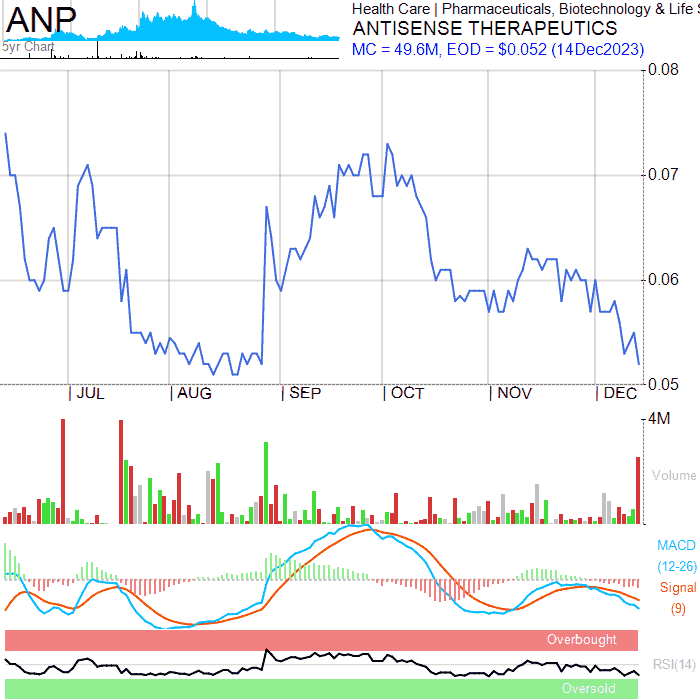 ANP
5yr Chart
Health Care | Pharmaceuticals, Biotechnology & Life S
ANTISENSE THERAPEUTICS
MC = 49.6M, EOD = $0.052 (14Dec2023)
0.08
0.07
0.06
0.05
JUL
AUG
SEP
OCT
NOV
DEC
4M
Volume
MACD
(12-26)
Signal
(9)
Overbought
RSI(14)
Oversold